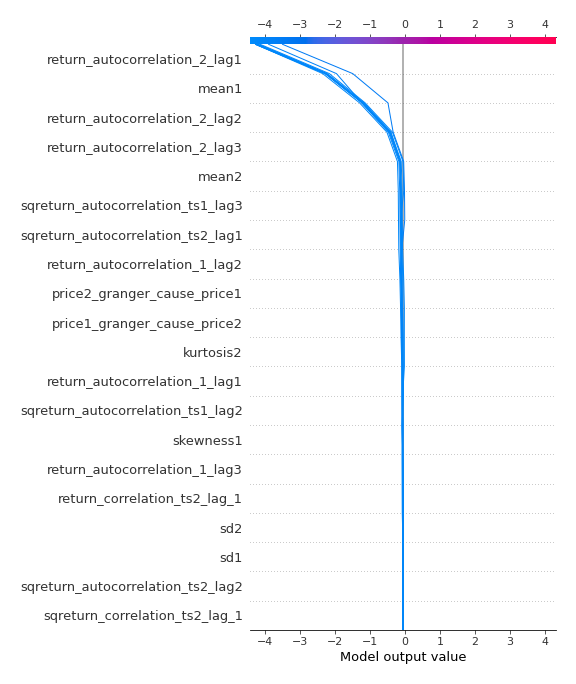 −4 −3 −2 −1 0 1 2 3 4
return_autocorrelation_2_lag1
mean1
return_autocorrelation_2_lag2
return_autocorrelation_2_lag3
mean2
sqreturn_autocorrelation_ts1_lag3
sqreturn_autocorrelation_ts2_lag1
return_autocorrelation_1_lag2
price2_granger_cause_price1
price1_granger_cause_price2
kurtosis2
return_autocorrelation_1_lag1
sqreturn_autocorrelation_ts1_lag2
skewness1
return_autocorrelation_1_lag3
return_correlation_ts2_lag_1
sd2
sd1
sqreturn_autocorrelation_ts2_lag2
sqreturn_correlation_ts2_lag_1
−4 −3 −2 −1 0 1 2 3 4
Model output value